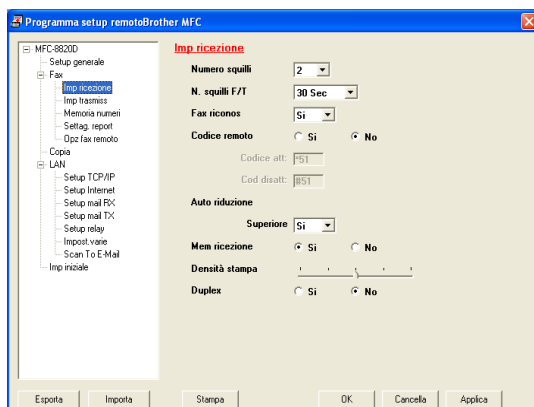 Programma setup remotoBrother MFC
MFC-8820D
Setup generale
Fax
Imp ricezione
Imp trasmiss
Memoria numeri
Settag. report
Opz fax remoto
Copia
LAN
Setup TCP/IP
Setup Internet
Setup mail RX
Setup mail TX
Setup relay
Impost.varie
Scan To E-Mail
Imp iniziale
Imp ricezione
Numero squilli 2
N. squilli F/T 30 Sec
Fax riconos Si
Codice remoto Si No
Codice att: *51
Cod disatt: #51
Auto riduzione
Superiore Si
Mem ricezione Si No
Densità stampa
Duplex Si No
Esporta Importa Stampa OK Cancella Applica